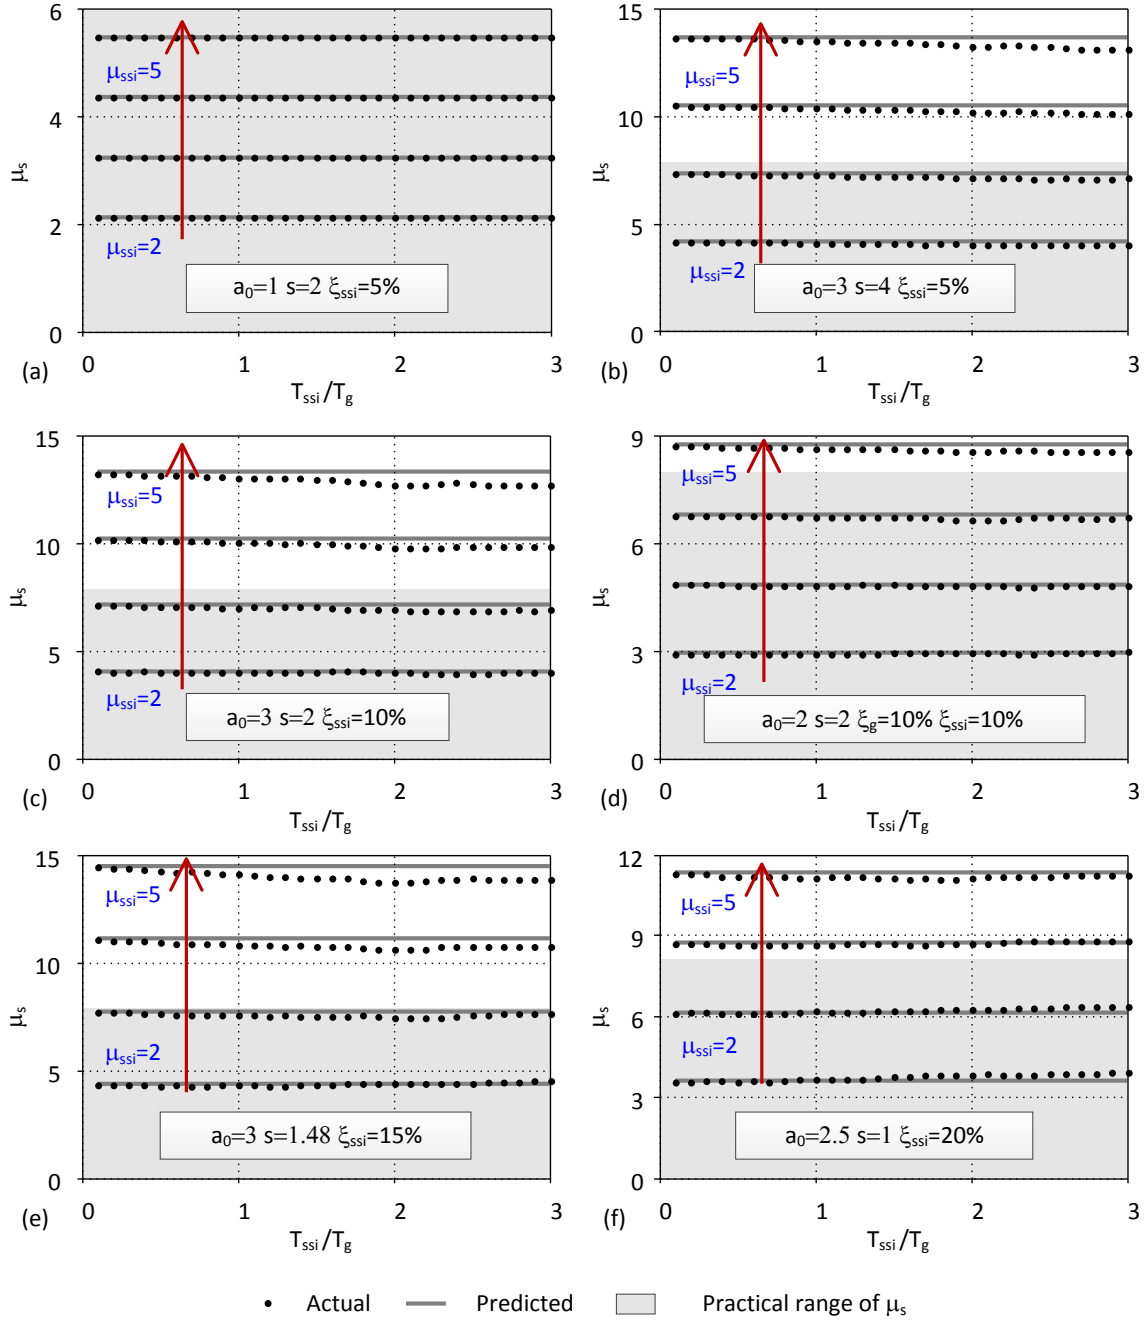 6
4
2
0
μs
μssi=5
μssi=2
a0=1 s=2 ξssi=5%
0 1 2 3
(a)
Tssi/Tg
15
10
5
0
μs
μssi=5
μssi=2
a0=3 s=4 ξssi=5%
0 1 2 3
(b)
Tssi/Tg
15
10
5
0
μs
μssi=5
μssi=2
a0=3 s=2 ξssi=10%
0 1 2 3
(c)
Tssi/Tg
9
6
3
0
μs
μssi=5
μssi=2
a0=2 s=2 ξg=10% ξssi=10%
0 1 2 3
(d)
Tssi/Tg
15
10
5
0
μs
μssi=5
μssi=2
a0=3 s=1.48 ξssi=15%
0 1 2 3
(e)
Tssi/Tg
12
9
6
3
0
μs
μssi=5
μssi=2
a0=2.5 s=1 ξssi=20%
0 1 2 3
(f)
Tssi/Tg
Actual Predicted Practical range of μs